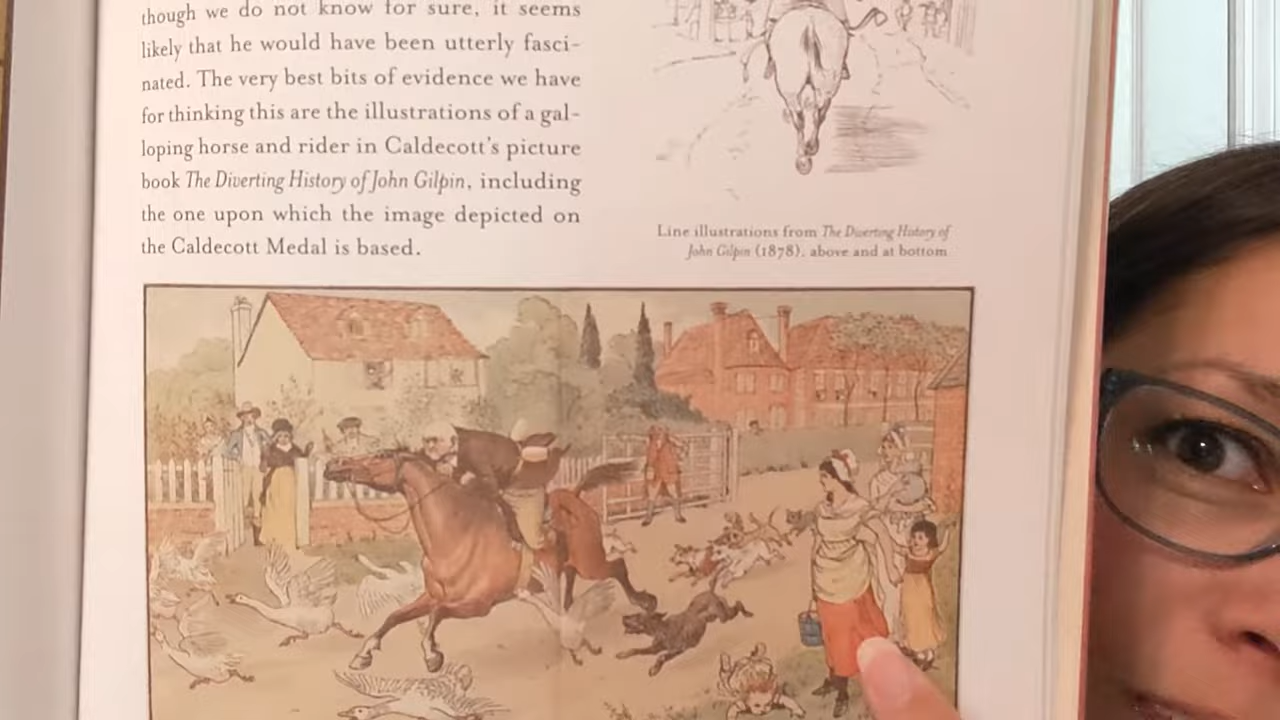 though we do not know for sure, it seems
likely that he would have been utterly fasci-
nated. The very best bits of evidence we have
for thinking this are the illustrations of a gal-
loping horse and rider in Caldecott's picture
book The Diverting History of John Gilpin, including
the one upon which the image depicted on
the Caldecott Medal is based.
Line illustrations from The Diverting History of
John Gilpin (1878), above and at bottom